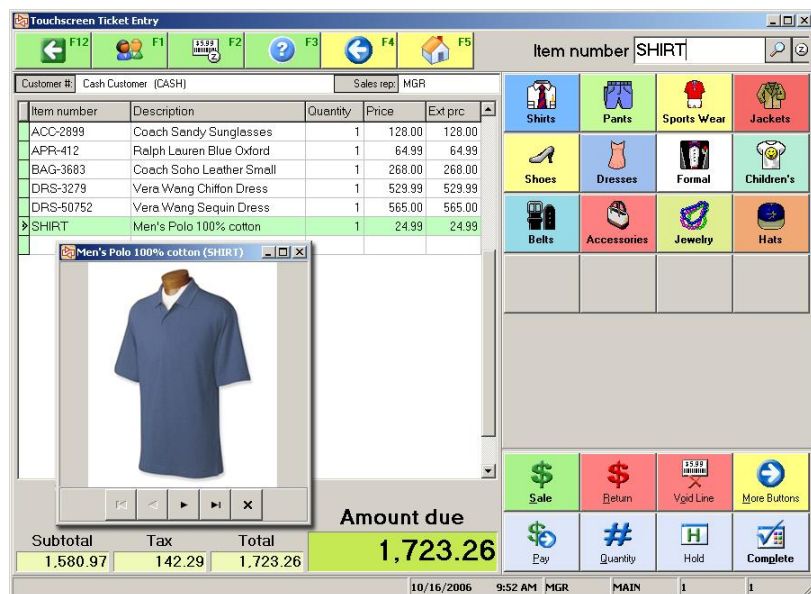 Touchscreen Ticket Entry
F12 F1 F2 F3 F4 F5
Item number SHIRT
Customer #: Cash Customer (CASH) Sales rep: MGR
Item number Description Quantity Price Ext prc
ACC-2899 Coach Sandy Sunglasses 1 128.00 128.00
APR-412 Ralph Lauren Blue Oxford 1 64.99 64.99
BAG-3683 Coach Soho Leather Small 1 268.00 268.00
DRS-3279 Vera Wang Chiffon Dress 1 529.99 529.99
DRS-50752 Vera Wang Sequin Dress 1 565.00 565.00
SHIRT Men's Polo 100% cotton 1 24.99 24.99
Men's Polo 100% cotton (SHIRT)
Shirts Pants Sports Wear Jackets
Shoes Dresses Formal Children's
Belts Accessories Jewelry Hats
$5.99
Sale Return Void Line More Buttons
H
Pay Quantity Hold Complete
Amount due
Subtotal Tax Total
1,580.97 142.29 1,723.26 1,723.26
10/16/2006 9:52 AM MGR MAIN 1 1